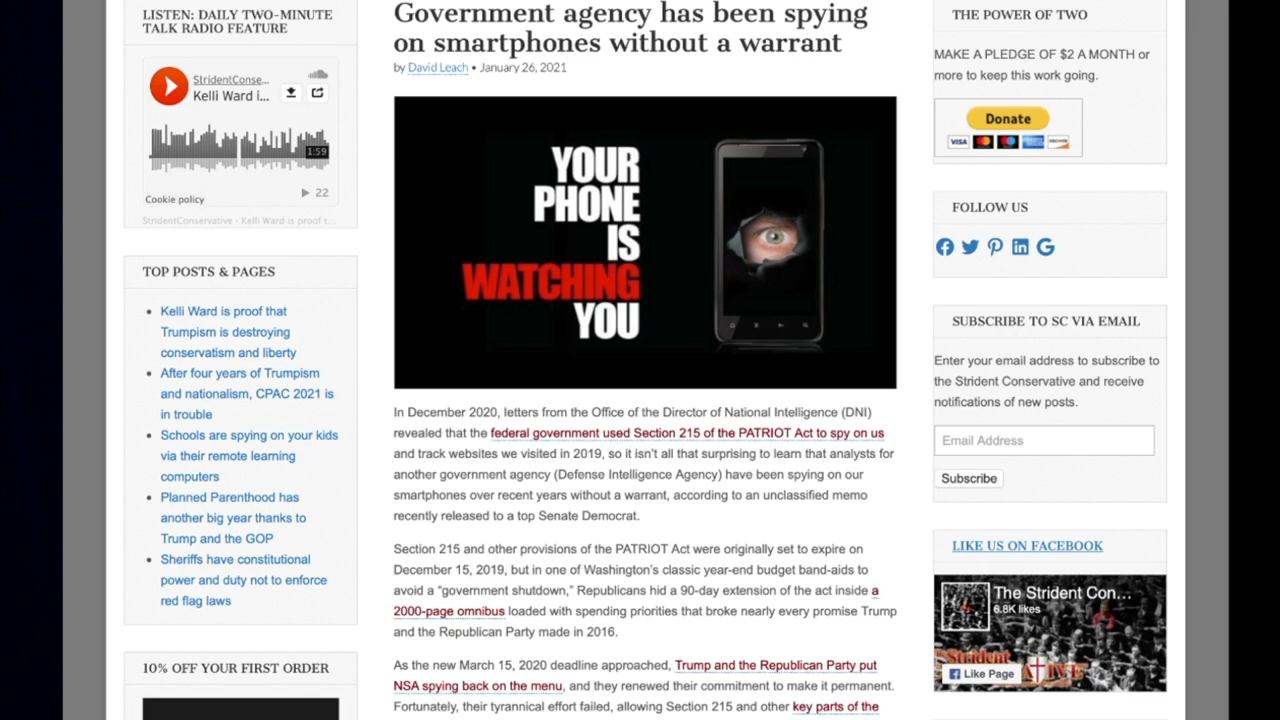 LISTEN: DAILY TWO-MINUTE
TALK RADIO FEATURE
StridentConse...
Kelli Ward i...
1:59
Cookie policy
22
StridentConservative · Kelli Ward is proof t...
TOP POSTS & PAGES
Kelli Ward is proof that
Trumpism is destroying
conservatism and liberty
After four years of Trumpism
and nationalism, CPAC 2021 is
in trouble
Schools are spying on your kids
via their remote learning
computers
Planned Parenthood has
another big year thanks to
Trump and the GOP
Sheriffs have constitutional
power and duty not to enforce
red flag laws
10% OFF YOUR FIRST ORDER
Government agency has been spying
on smartphones without a warrant
by David Leach • January 26, 2021
YOUR
PHONE
IS
WATCHING
YOU
In December 2020, letters from the Office of the Director of National Intelligence (DNI)
revealed that the federal government used Section 215 of the PATRIOT Act to spy on us
and track websites we visited in 2019, so it isn't all that surprising to learn that analysts for
another government agency (Defense Intelligence Agency) have been spying on our
smartphones over recent years without a warrant, according to an unclassified memo
recently released to a top Senate Democrat.
Section 215 and other provisions of the PATRIOT Act were originally set to expire on
December 15, 2019, but in one of Washington's classic year-end budget band-aids to
avoid a "government shutdown," Republicans hid a 90-day extension of the act inside a
2000-page omnibus loaded with spending priorities that broke nearly every promise Trump
and the Republican Party made in 2016.
As the new March 15, 2020 deadline approached, Trump and the Republican Party put
NSA spying back on the menu, and they renewed their commitment to make it permanent.
Fortunately, their tyrannical effort failed, allowing Section 215 and other key parts of the
THE POWER OF TWO
MAKE A PLEDGE OF $2 A MONTH or
more to keep this work going.
Donate
VISA
DISCOVER
FOLLOW US
SUBSCRIBE TO SC VIA EMAIL
Enter your email address to subscribe to
the Strident Conservative and receive
notifications of new posts.
Email Address
Subscribe
LIKE US ON FACEBOOK
The Strident Con...
6.8K likes
Strident
Like Page